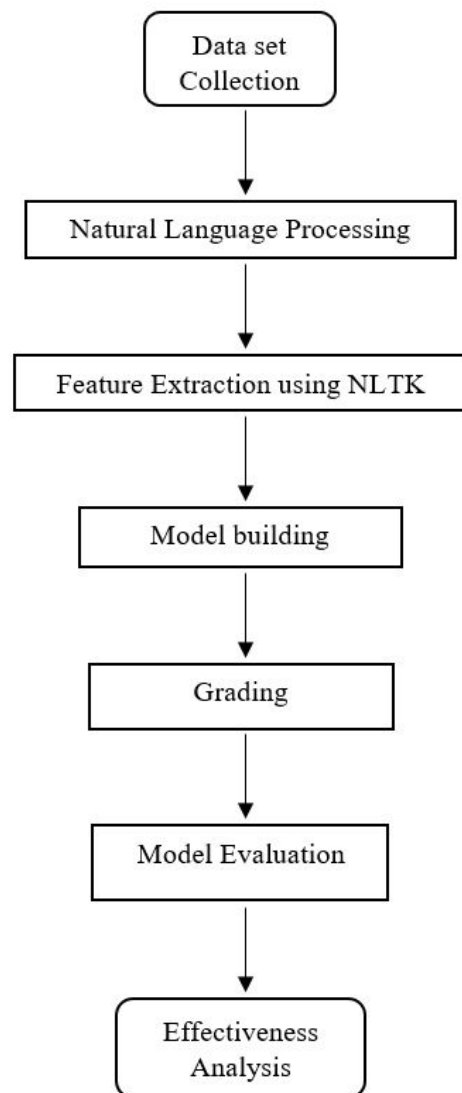 Data set
Collection
Natural Language Processing
Feature Extraction using NLTK
Model building
Grading
Model Evaluation
Effectiveness
Analysis